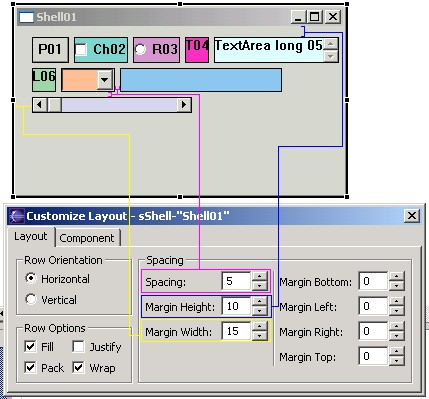 Shell01
P01 Ch02 R03 T04 TextArea long 05
L06
Customize Layout - sShell-"Shell01"
Layout Component
Row Orientation
Horizontal
Vertical
Row Options
Fill Justify
Pack Wrap
Spacing
Spacing: 5
Margin Height: 10
Margin Width: 15
Margin Bottom: 0
Margin Left: 0
Margin Right: 0
Margin Top: 0